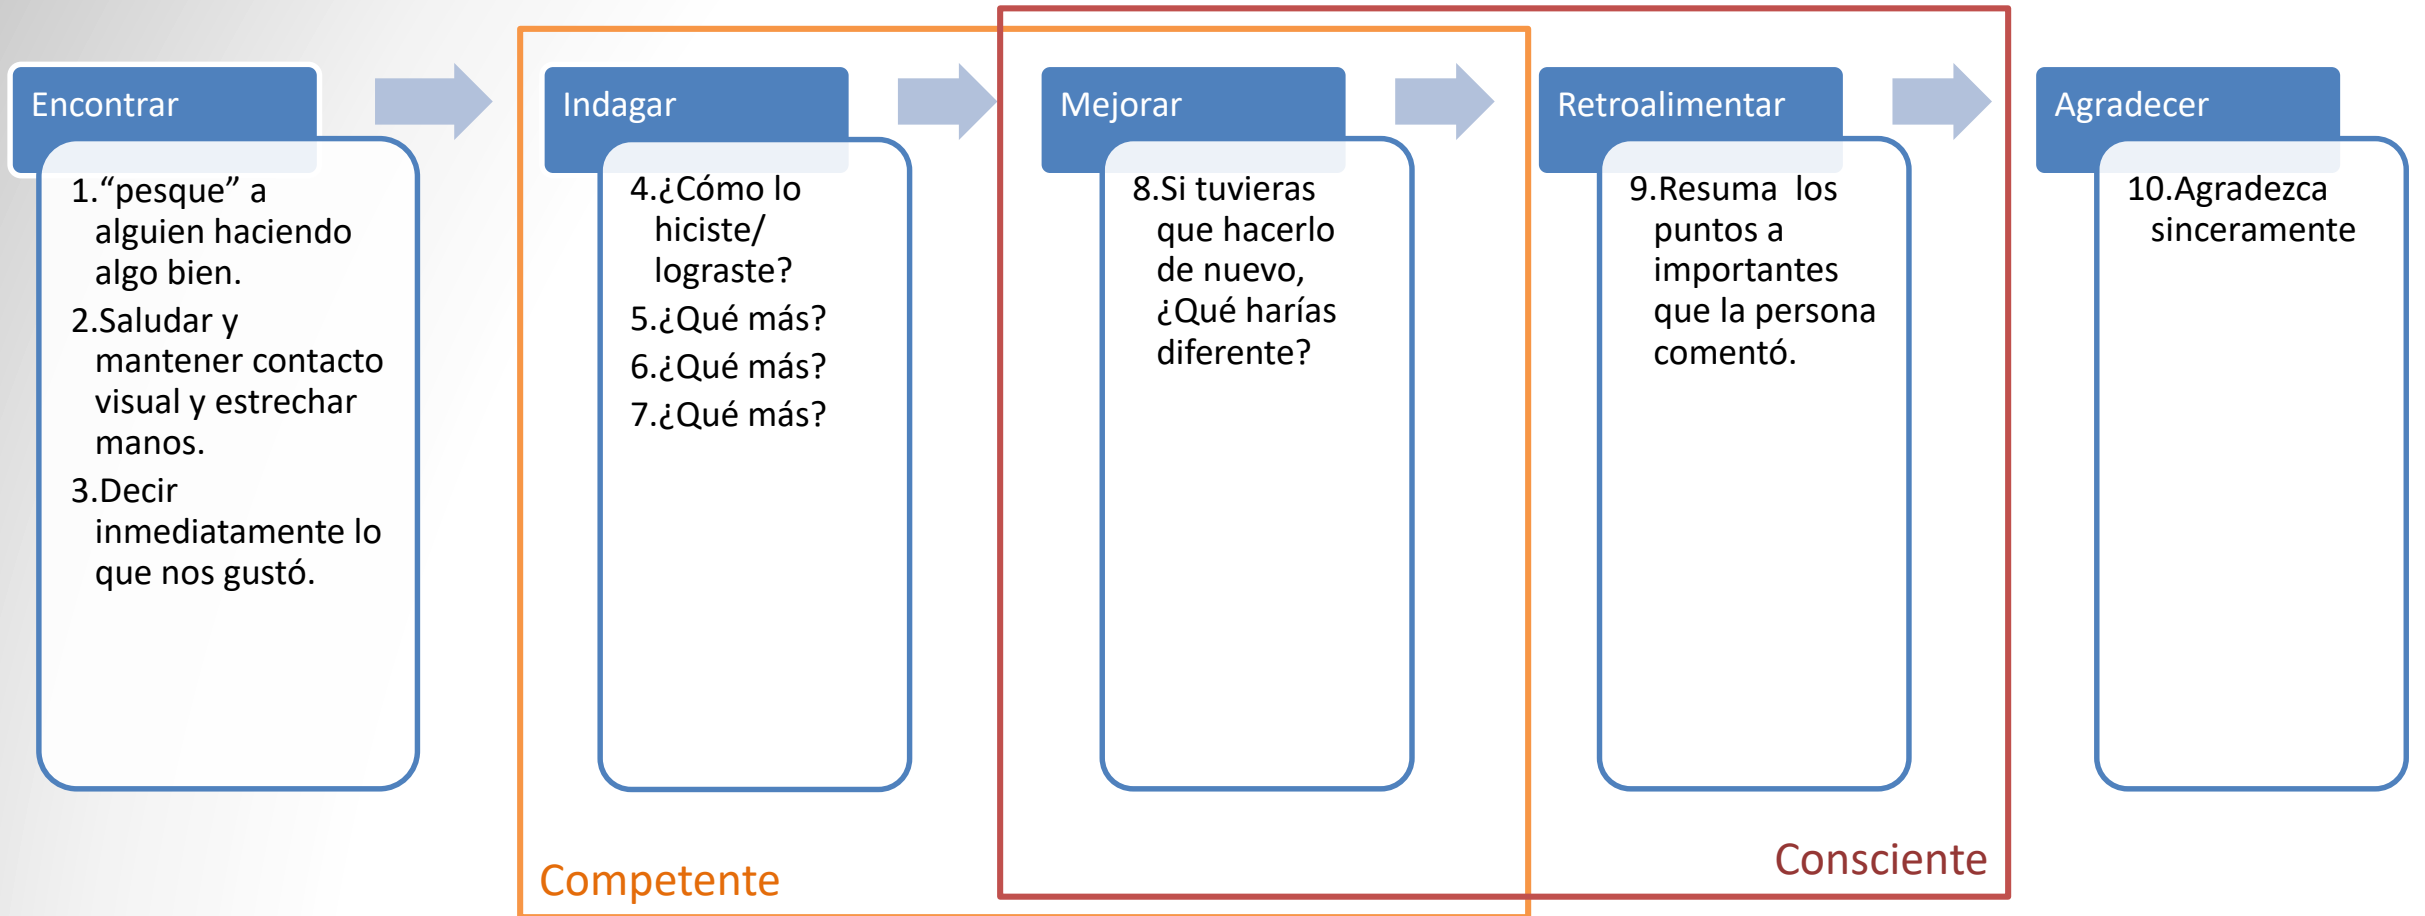 Encontrar
1.“pesque” a
alguien haciendo
algo bien.
2.Saludar y
mantener contacto
visual y estrechar
manos.
3.Decir
inmediatamente lo
que nos gustó.
Indagar
4.¿Cómo lo
hiciste/
lograste?
5.¿Qué más?
6.¿Qué más?
7.¿Qué más?
Mejorar
8.Si tuvieras
que hacerlo
de nuevo,
¿Qué harías
diferente?
Retroalimentar
9.Resuma los
puntos a
importantes
que la persona
comentó.
Agradecer
10.Agradezca
sinceramente
Competente
Consciente